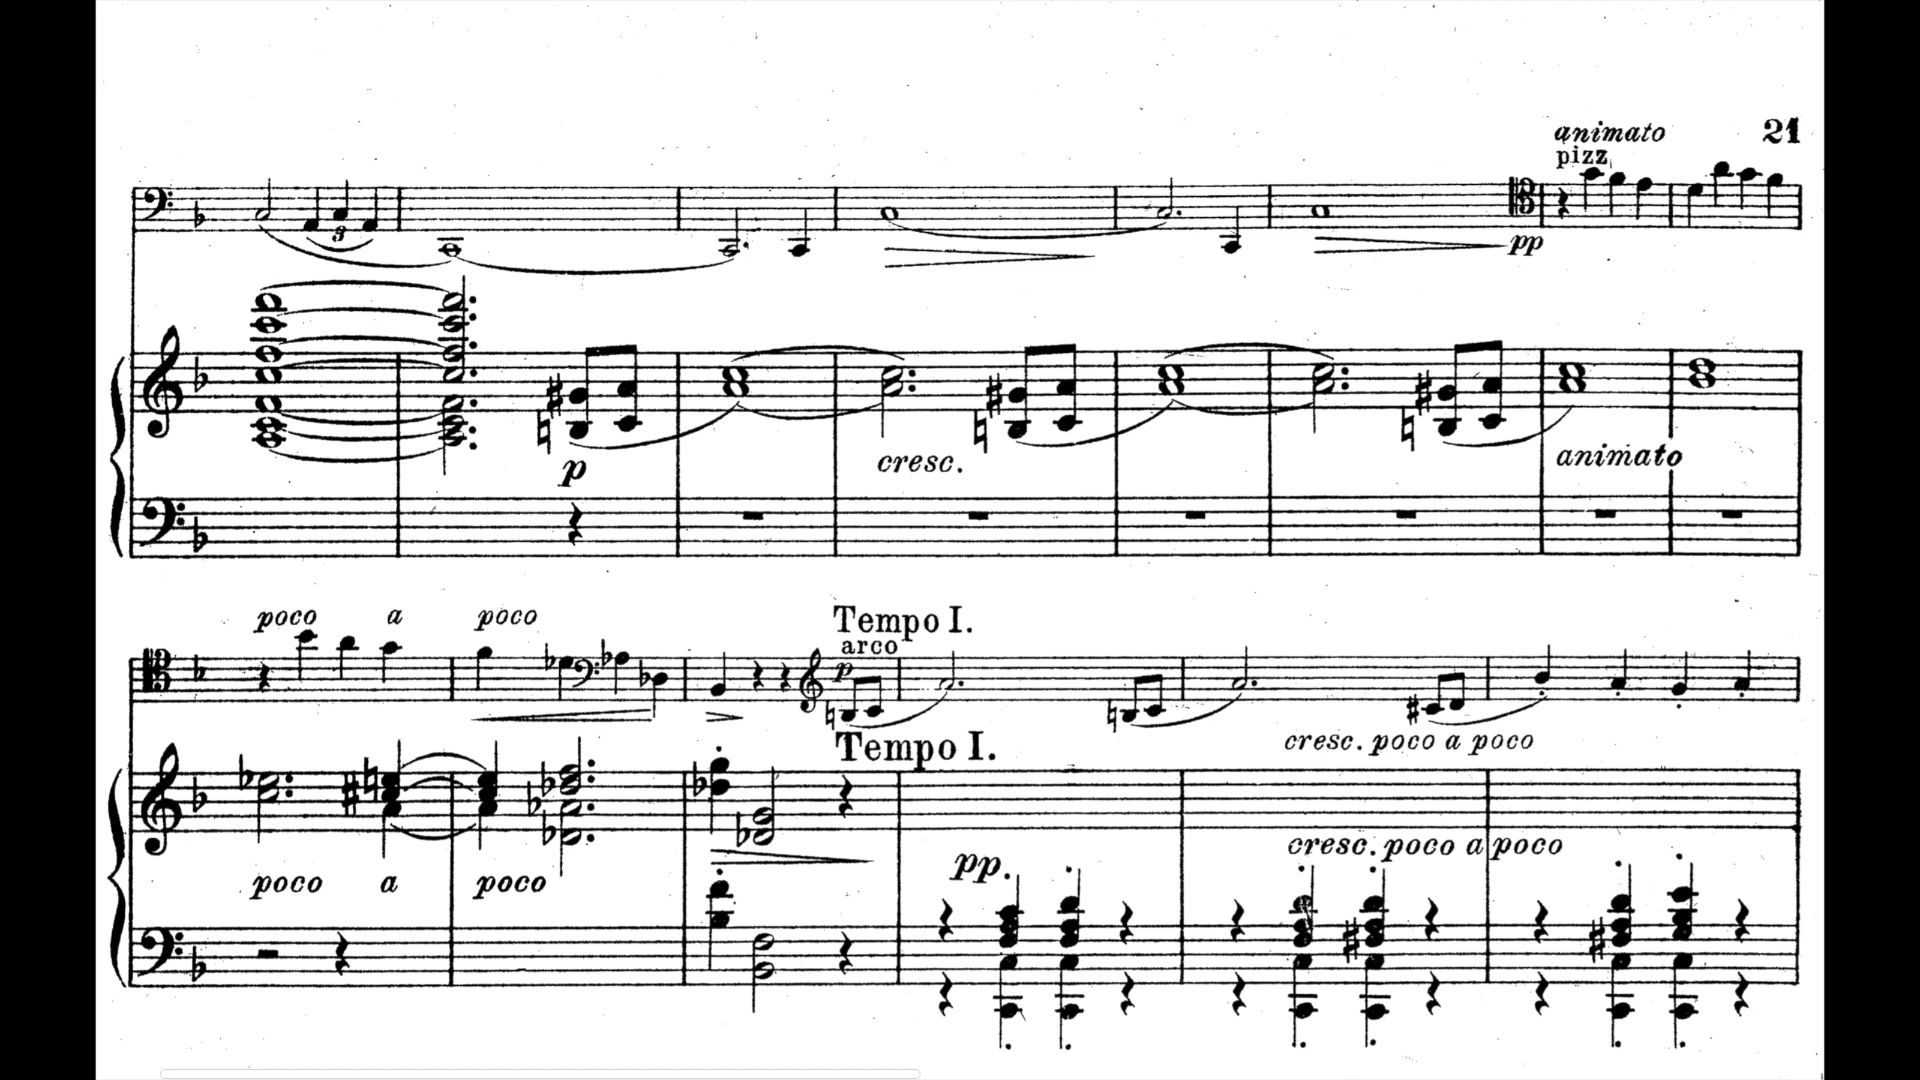 animato 21
pizz
3
pp
p
cresc.
animato
poco a poco
Tempo I.
arco
p
cresc. poco a poco
Tempo I.
cresc. poco a poco
pp.
poco a poco